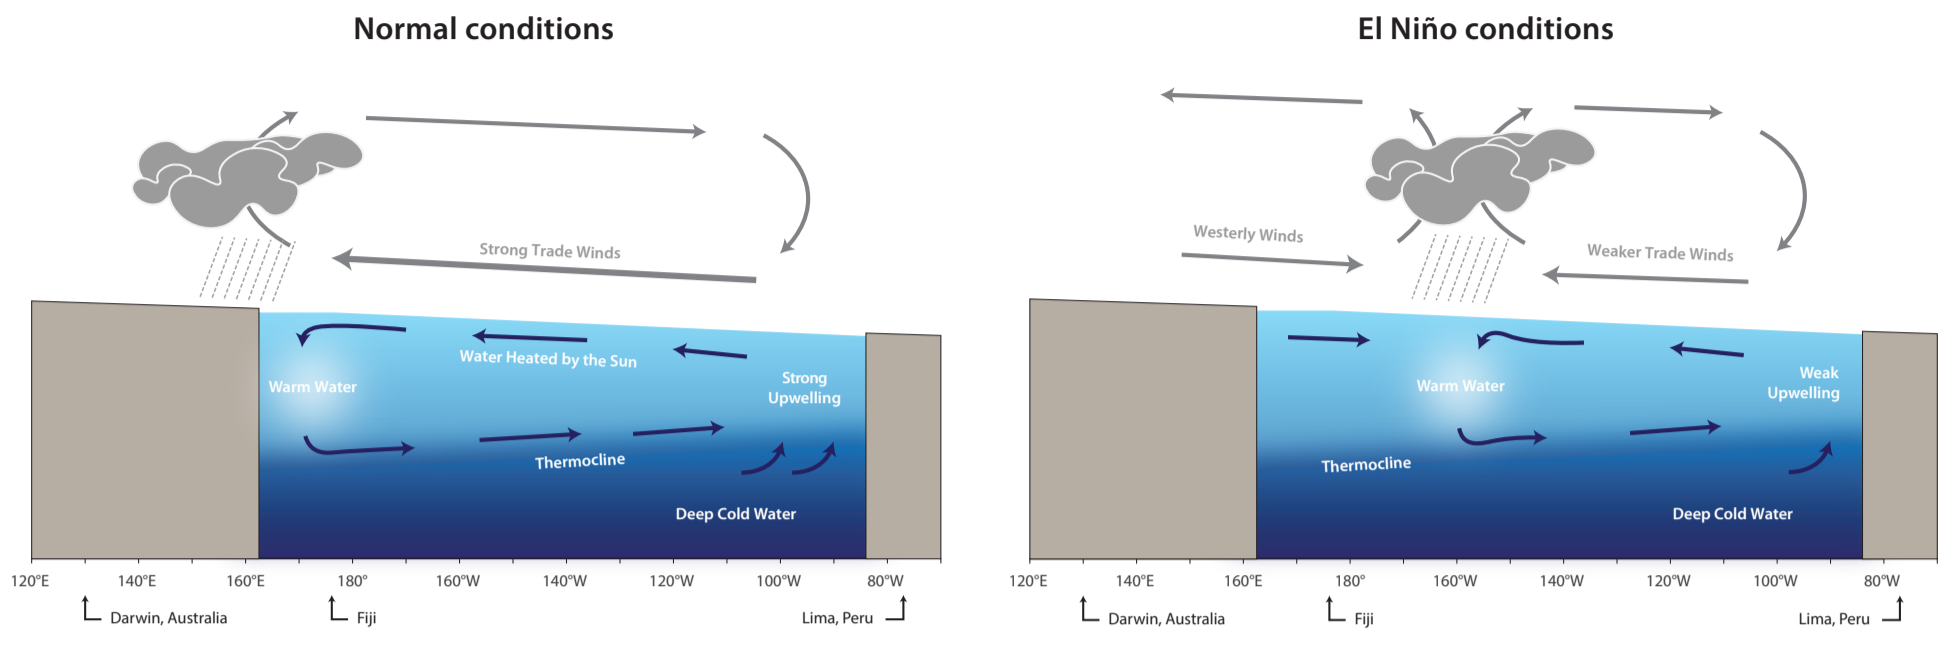 Normal conditions
Strong Trade Winds
Water Heated by the Sun
Warm Water
Strong
Upwelling
Thermocline
Deep Cold Water
120°E 140°E 160°E 180° 160°W 140°W 120°W 100°W 80°W
Darwin, Australia Fiji Lima, Peru
El Niño conditions
Westerly Winds
Weaker Trade Winds
Warm Water
Weak
Upwelling
Thermocline
Deep Cold Water
120°E 140°E 160°E 180° 160°W 140°W 120°W 100°W 80°W
Darwin, Australia Fiji Lima, Peru